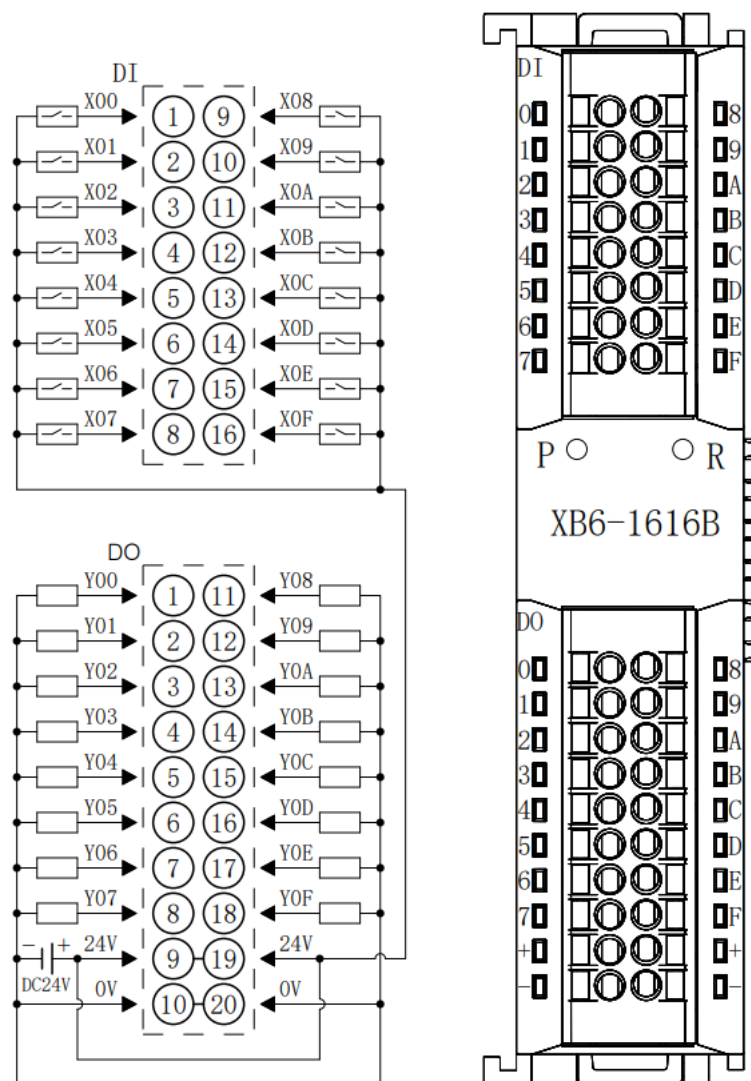 DI
X00 1 9 X08
X01 2 10 X09
X02 3 11 X0A
X03 4 12 X0B
X04 5 13 X0C
X05 6 14 X0D
X06 7 15 X0E
X07 8 16 X0F
DO
Y00 1 11 Y08
Y01 2 12 Y09
Y02 3 13 Y0A
Y03 4 14 Y0B
Y04 5 15 Y0C
Y05 6 16 Y0D
Y06 7 17 Y0E
Y07 8 18 Y0F
- + 24V 9 19 24V
DC24V 0V 10 20 0V
DI
0 8
1 9
2 A
3 B
4 C
5 D
6 E
7 F
P R
XB6-1616B
DO
0 8
1 9
2 A
3 B
4 C
5 D
6 E
7 F
+ +
- -